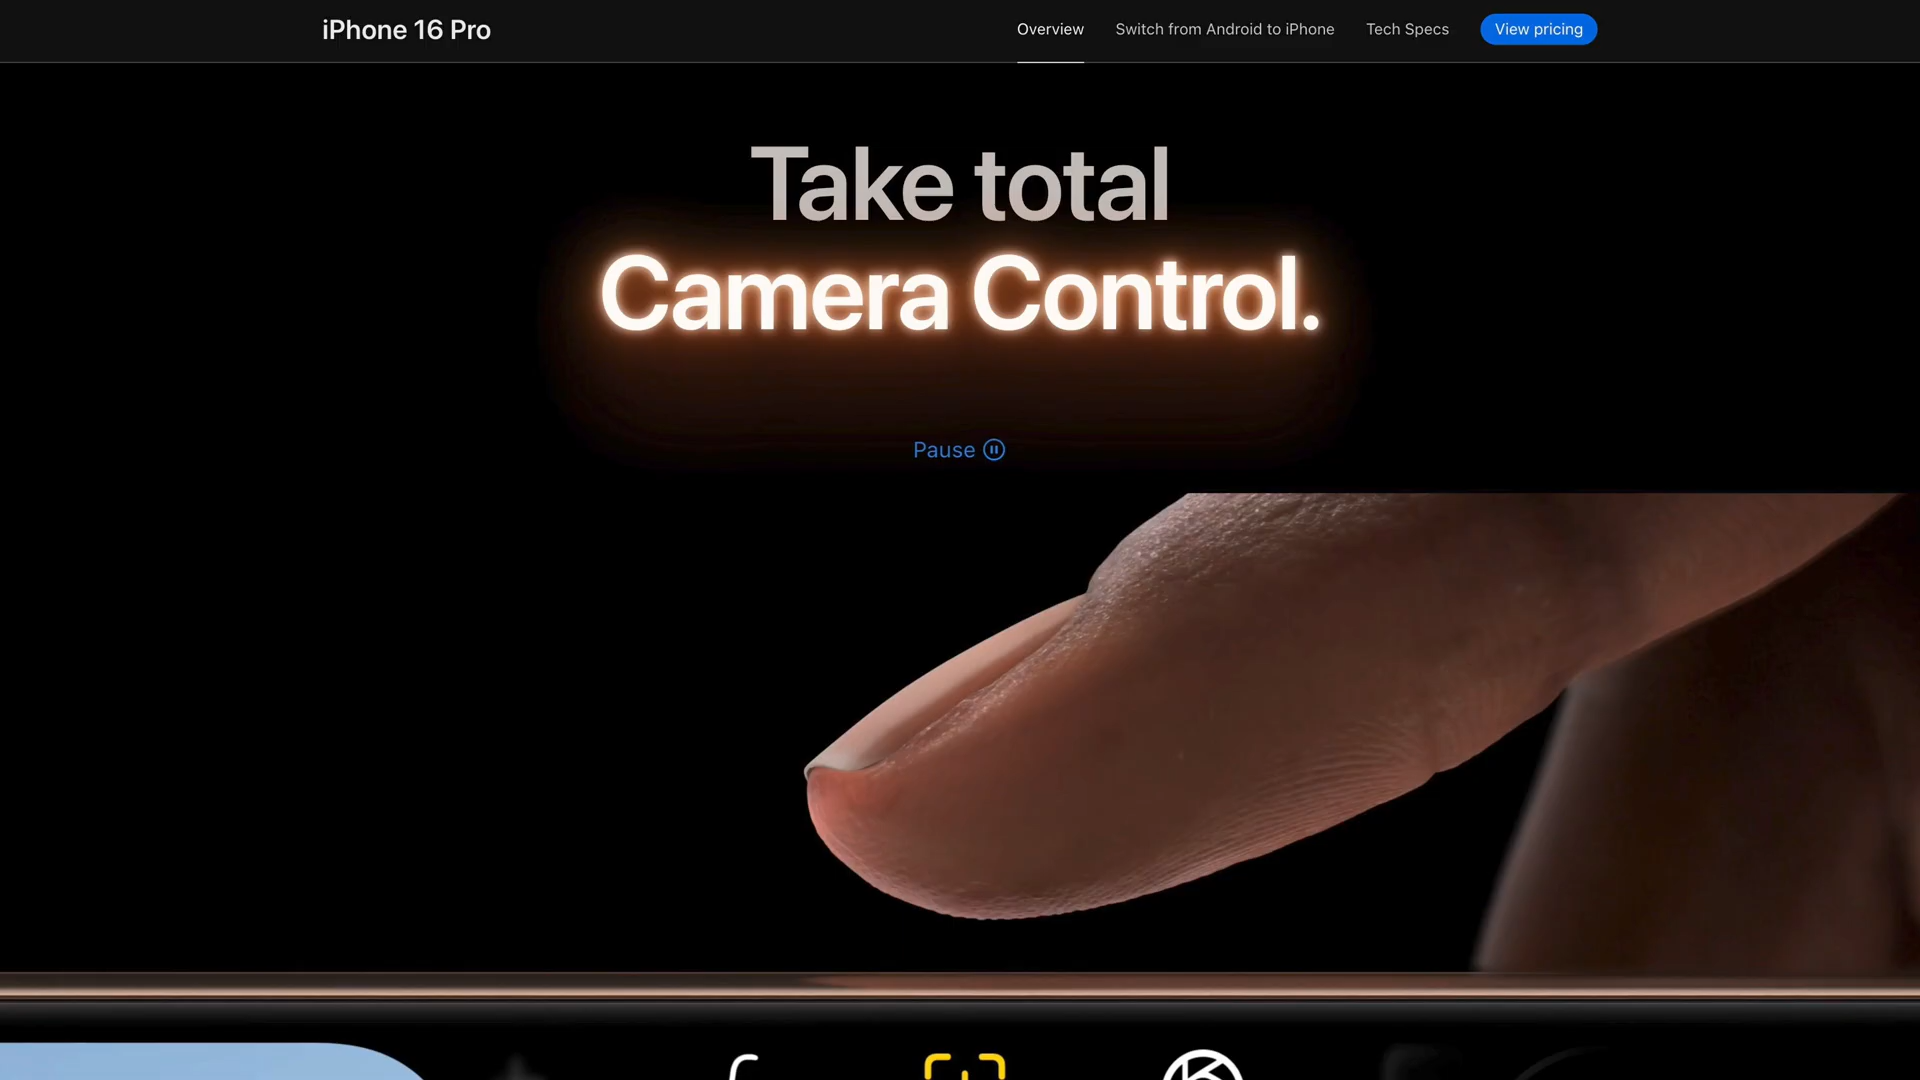 iPhone 16 Pro
Overview
Switch from Android to iPhone
Tech Specs
View pricing
Take total
Camera Control.
Pause